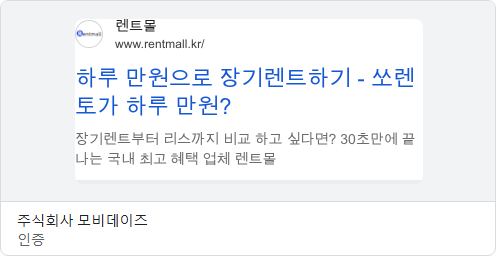 렌트몰
Rentmall
www.rentmall.kr/
하루 만원으로 장기렌트하기 - 쏘렌
토가 하루 만원?
장기렌트부터 리스까지 비교 하고 싶다면? 30초만에 끝
나는 국내 최고 혜택 업체 렌트몰
주식회사 모비데이즈
인증